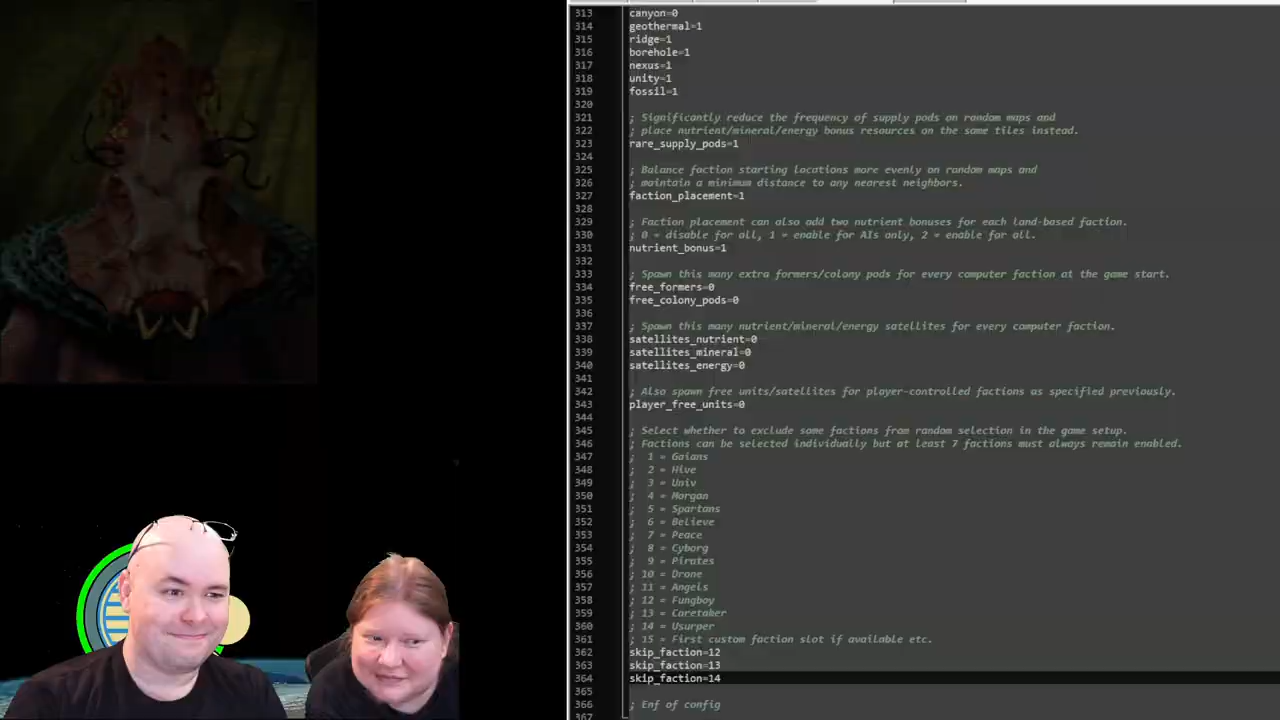 313 canyon=0
314 geothermal=1
315 ridge=1
316 borehole=1
317 nexus=1
318 unity=1
319 fossil=1
320
321 ; Significantly reduce the frequency of supply pods on random maps and
322 ; place nutrient/mineral/energy bonus resources on the same tiles instead.
323 rare_supply_pods=1
324
325 ; Balance faction starting locations more evenly on random maps and
326 ; maintain a minimum distance to any nearest neighbors.
327 faction_placement=1
328
329 ; Faction placement can also add two nutrient bonuses for each land-based faction.
330 ; 0 = disable for all, 1 = enable for AIs only, 2 = enable for all.
331 nutrient_bonus=1
332
333 ; Spawn this many extra formers/colony pods for every computer faction at the game start.
334 free_formers=0
335 free_colony_pods=0
336
337 ; Spawn this many nutrient/mineral/energy satellites for every computer faction.
338 satellites_nutrient=0
339 satellites_mineral=0
340 satellites_energy=0
341
342 ; Also spawn free units/satellites for player-controlled factions as specified previously.
343 player_free_units=0
344
345 ; Select whether to exclude some factions from random selection in the game setup.
346 ; Factions can be selected individually but at least 7 factions must always remain enabled.
347 ; 1 = Gaians
348 ; 2 = Hive
349 ; 3 = Univ
350 ; 4 = Morgan
351 ; 5 = Spartans
352 ; 6 = Believe
353 ; 7 = Peace
354 ; 8 = Cyborg
355 ; 9 = Pirates
356 ; 10 = Drone
357 ; 11 = Angels
358 ; 12 = Fungboy
359 ; 13 = Caretaker
360 ; 14 = Usurper
361 ; 15 = First custom faction slot if available etc.
362 skip_faction=12
363 skip_faction=13
364 skip_faction=14
365
366 ; Enf of config
367